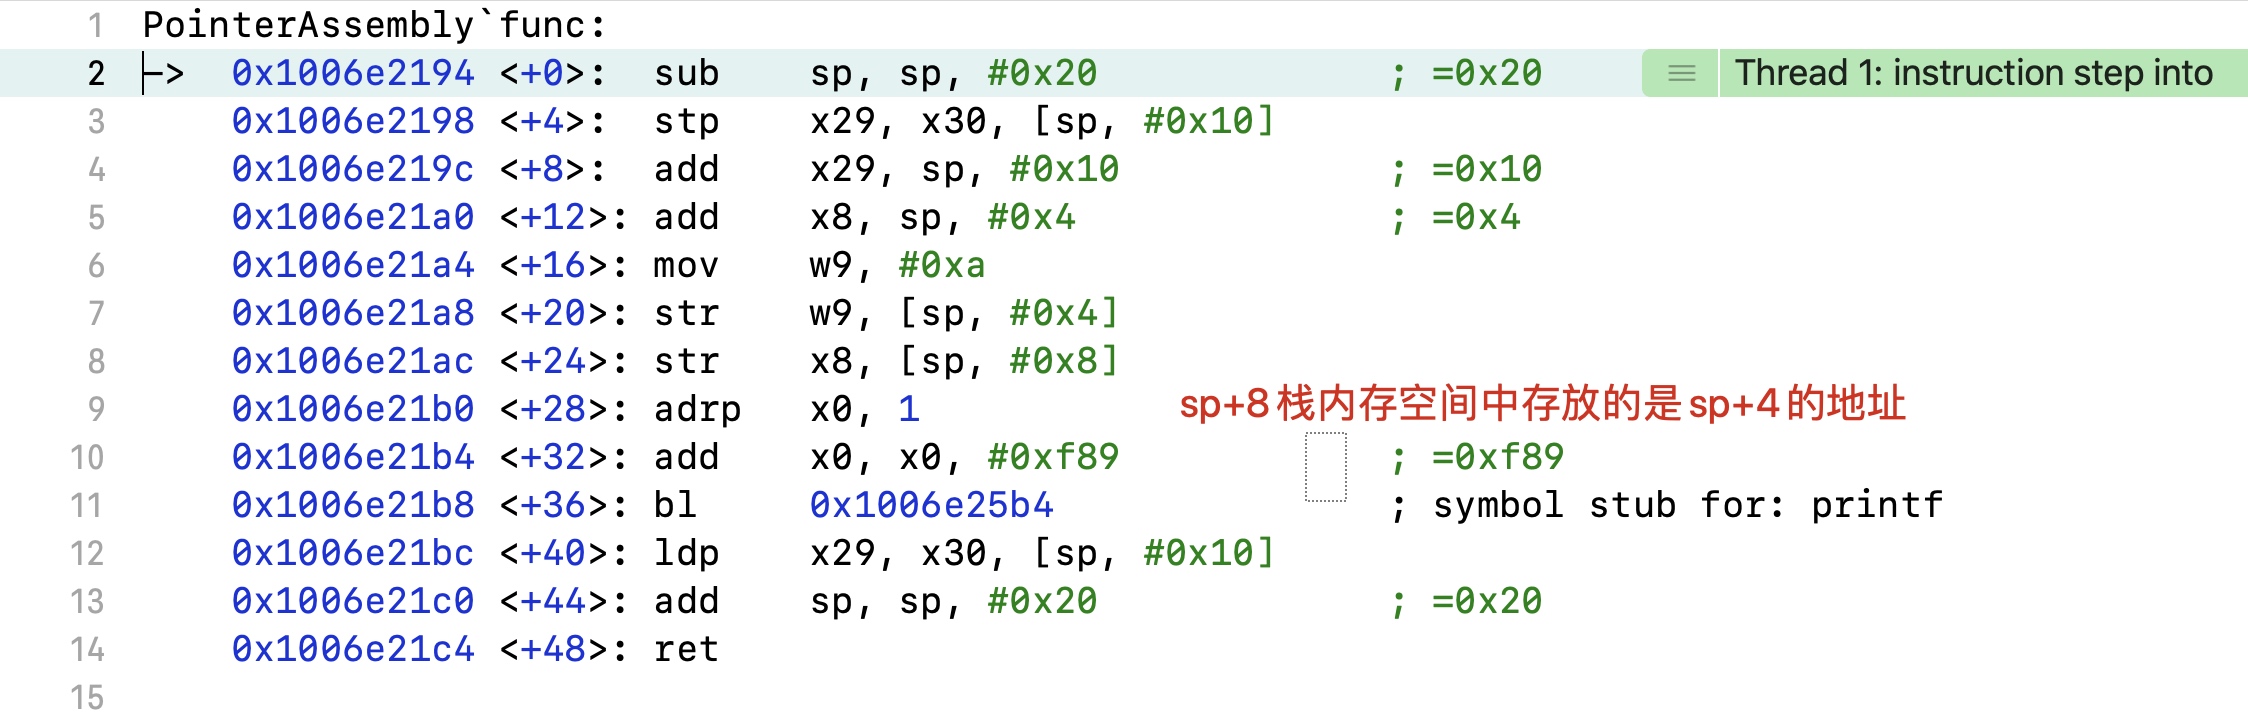 1 PointerAssembly`func:
2 -> 0x1006e2194 <+0>: sub sp, sp, #0x20 ; =0x20 Thread 1: instruction step into
3 0x1006e2198 <+4>: stp x29, x30, [sp, #0x10]
4 0x1006e219c <+8>: add x29, sp, #0x10 ; =0x10
5 0x1006e21a0 <+12>: add x8, sp, #0x4 ; =0x4
6 0x1006e21a4 <+16>: mov w9, #0xa
7 0x1006e21a8 <+20>: str w9, [sp, #0x4]
8 0x1006e21ac <+24>: str x8, [sp, #0x8]
9 0x1006e21b0 <+28>: adrp x0, 1 sp+8栈内存空间中存放的是sp+4的地址
10 0x1006e21b4 <+32>: add x0, x0, #0xf89 ; =0xf89
11 0x1006e21b8 <+36>: bl 0x1006e25b4 ; symbol stub for: printf
12 0x1006e21bc <+40>: ldp x29, x30, [sp, #0x10]
13 0x1006e21c0 <+44>: add sp, sp, #0x20 ; =0x20
14 0x1006e21c4 <+48>: ret
15